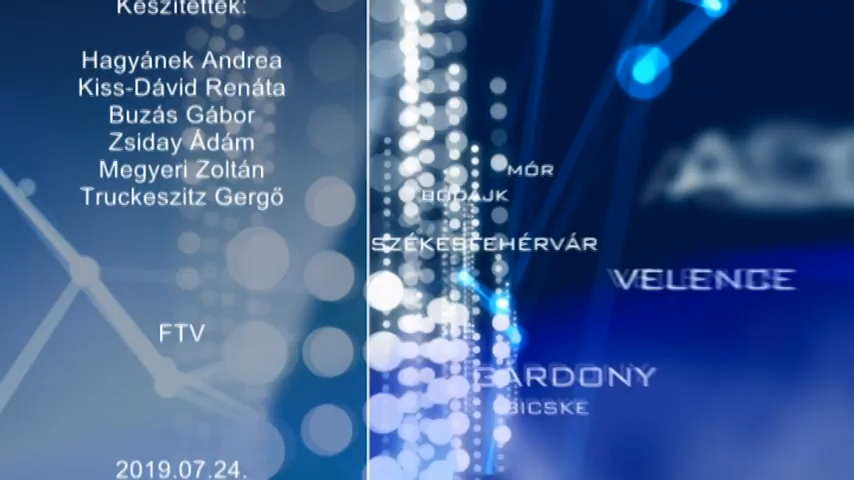 Készítették:
Hagyánek Andrea
Kiss-Dávid Renáta
Buzás Gábor
Zsiday Ádám
Megyeri Zoltán
Truckeszitz Gergő
FTV
2019.07.24.
MÓR
BODAJK
SZÉKESFEHÉRVÁR
VELENCE
GÁRDONY
BICSKE